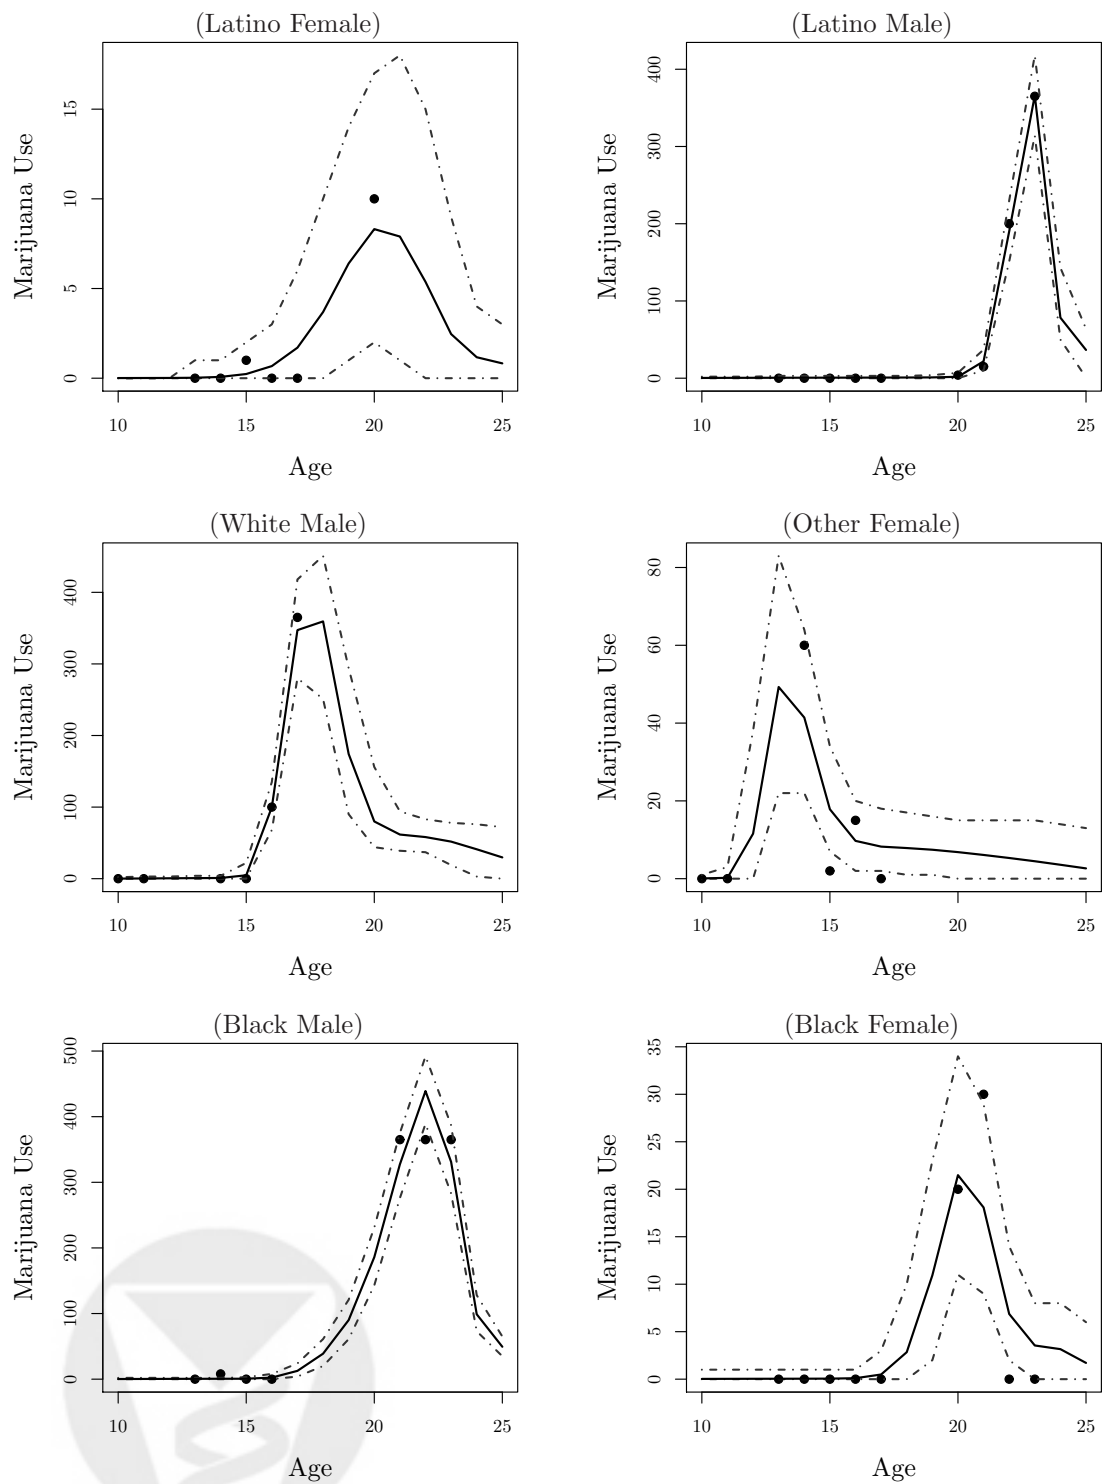 (Latino Female)
Marijuana Use
0 5 10 15
10 15 20 25
Age
(Latino Male)
Marijuana Use
0 100 200 300 400
10 15 20 25
Age
(White Male)
Marijuana Use
0 100 200 300 400
10 15 20 25
Age
(Other Female)
Marijuana Use
0 20 40 60 80
10 15 20 25
Age
(Black Male)
Marijuana Use
0 100 200 300 400 500
10 15 20 25
Age
(Black Female)
Marijuana Use
0 5 10 15 20 25 30 35
10 15 20 25
Age